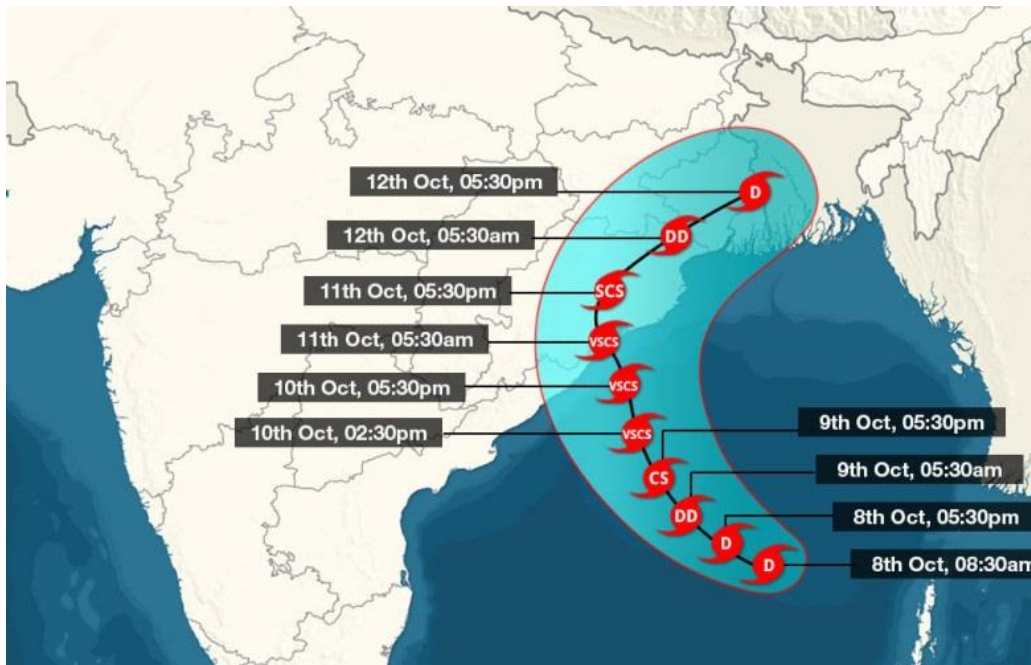 12th Oct, 05:30pm
D
12th Oct, 05:30am
DD
11th Oct, 05:30pm
SCS
11th Oct, 05:30am
VSCS
10th Oct, 05:30pm
VSCS
10th Oct, 02:30pm
VSCS
9th Oct, 05:30pm
CS
9th Oct, 05:30am
DD
8th Oct, 05:30pm
D
8th Oct, 08:30am
D